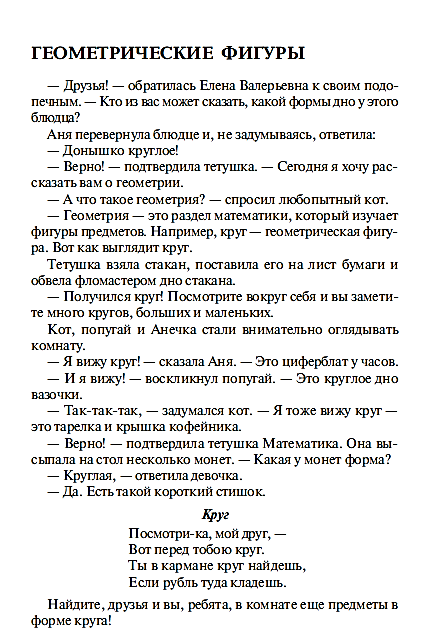 ГЕОМЕТРИЧЕСКИЕ ФИГУРЫ
— Друзья! — обратилась Елена Валерьевна к своим подо-
печным. — Кто из вас может сказать, какой формы дно у этого
блюдца?
Аня перевернула блюдце и, не задумываясь, ответила:
— Донышко круглое!
— Верно! — подтвердила тетушка. — Сегодня я хочу рас-
сказать вам о геометрии.
— А что такое геометрия? — спросил любопытный кот.
— Геометрия — это раздел математики, который изучает
фигуры предметов. Например, круг — геометрическая фигу-
ра. Вот как выглядит круг.
Тетушка взяла стакан, поставила его на лист бумаги и
обвела фломастером дно стакана.
— Получился круг! Посмотрите вокруг себя и вы замети-
те много кругов, больших и маленьких.
Кот, попугай и Анечка стали внимательно оглядывать
комнату.
— Я вижу круг! — сказала Аня. — Это циферблат у часов.
— И я вижу! — воскликнул попугай. — Это круглое дно
вазочки.
— Так-так-так, — задумался кот. — Я тоже вижу круг —
это тарелка и крышка кофейника.
— Верно! — подтвердила тетушка Математика. Она вы-
сыпала на стол несколько монет. — Какая у монет форма?
— Круглая, — ответила девочка.
— Да. Есть такой короткий стишок.
Круг
Посмотри-ка, мой друг, —
Вот перед тобою круг.
Ты в кармане круг найдешь,
Если рубль туда кладешь.
Найдите, друзья и вы, ребята, в комнате еще предметы в
форме круга!